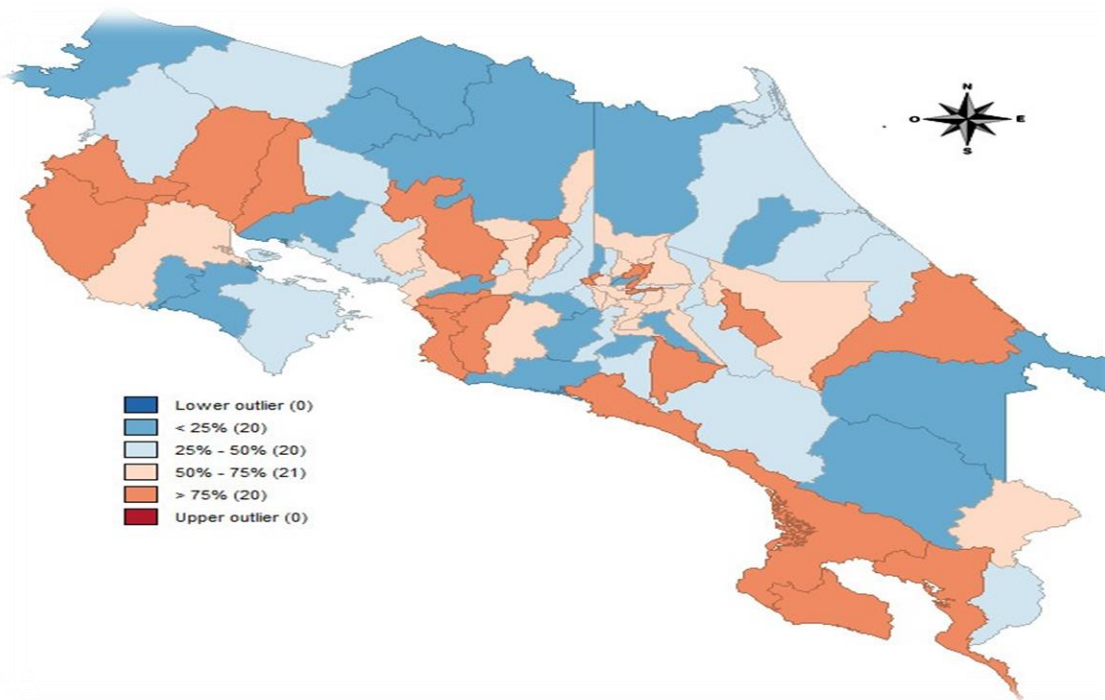 N
O E
S
Lower outlier (0)
< 25% (20)
25% - 50% (20)
50% - 75% (21)
> 75% (20)
Upper outlier (0)